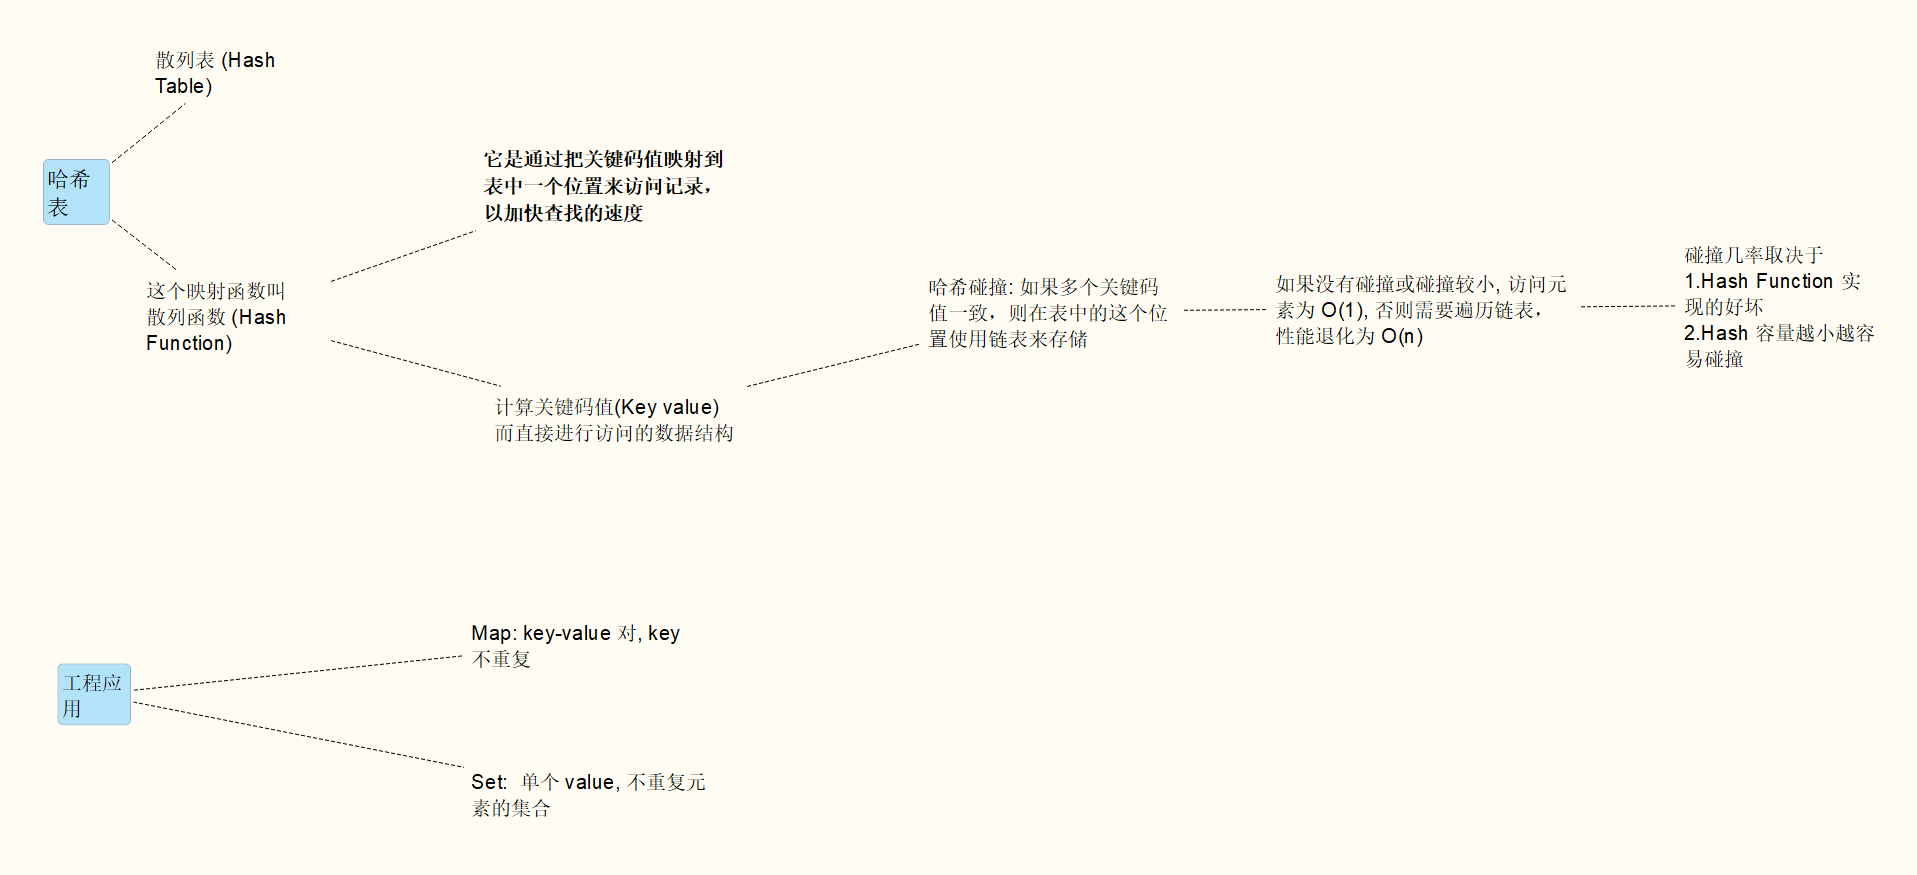 散列表 (Hash
Table)
哈希
表
这个映射函数叫
散列函数 (Hash
Function)
它是通过把关键码值映射到
表中一个位置来访问记录，
以加快查找的速度
计算关键码值(Key value)
而直接进行访问的数据结构
哈希碰撞: 如果多个关键码
值一致，则在表中的这个位
置使用链表来存储
如果没有碰撞或碰撞较小, 访问元
素为 O(1), 否则需要遍历链表，
性能退化为 O(n)
碰撞几率取决于
1.Hash Function 实
现的好坏
2.Hash 容量越小越容
易碰撞
工程应
用
Map: key-value 对, key
不重复
Set:  单个 value, 不重复元
素的集合